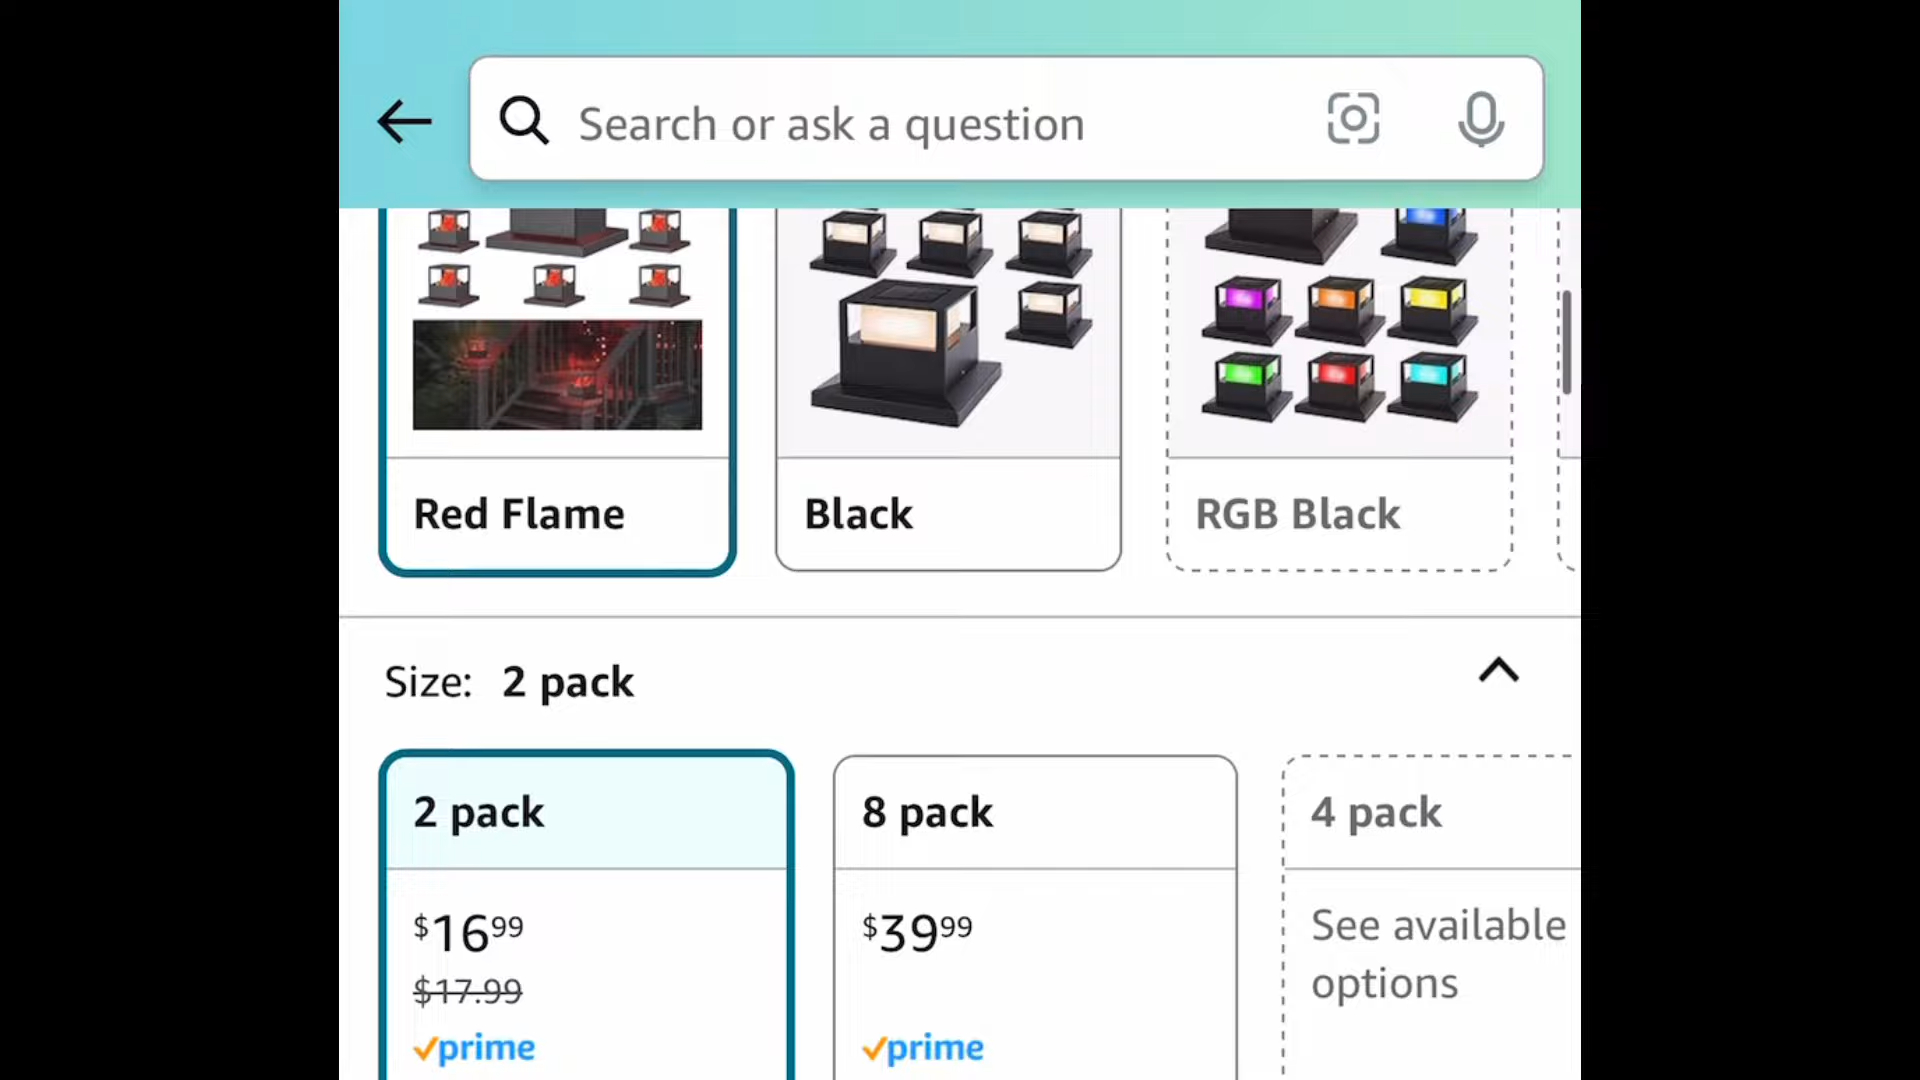 Search or ask a question
Red Flame
Black
RGB Black
Size: 2 pack
2 pack
8 pack
4 pack
$16.99
$39.99
See available
options
$17.99
prime
prime